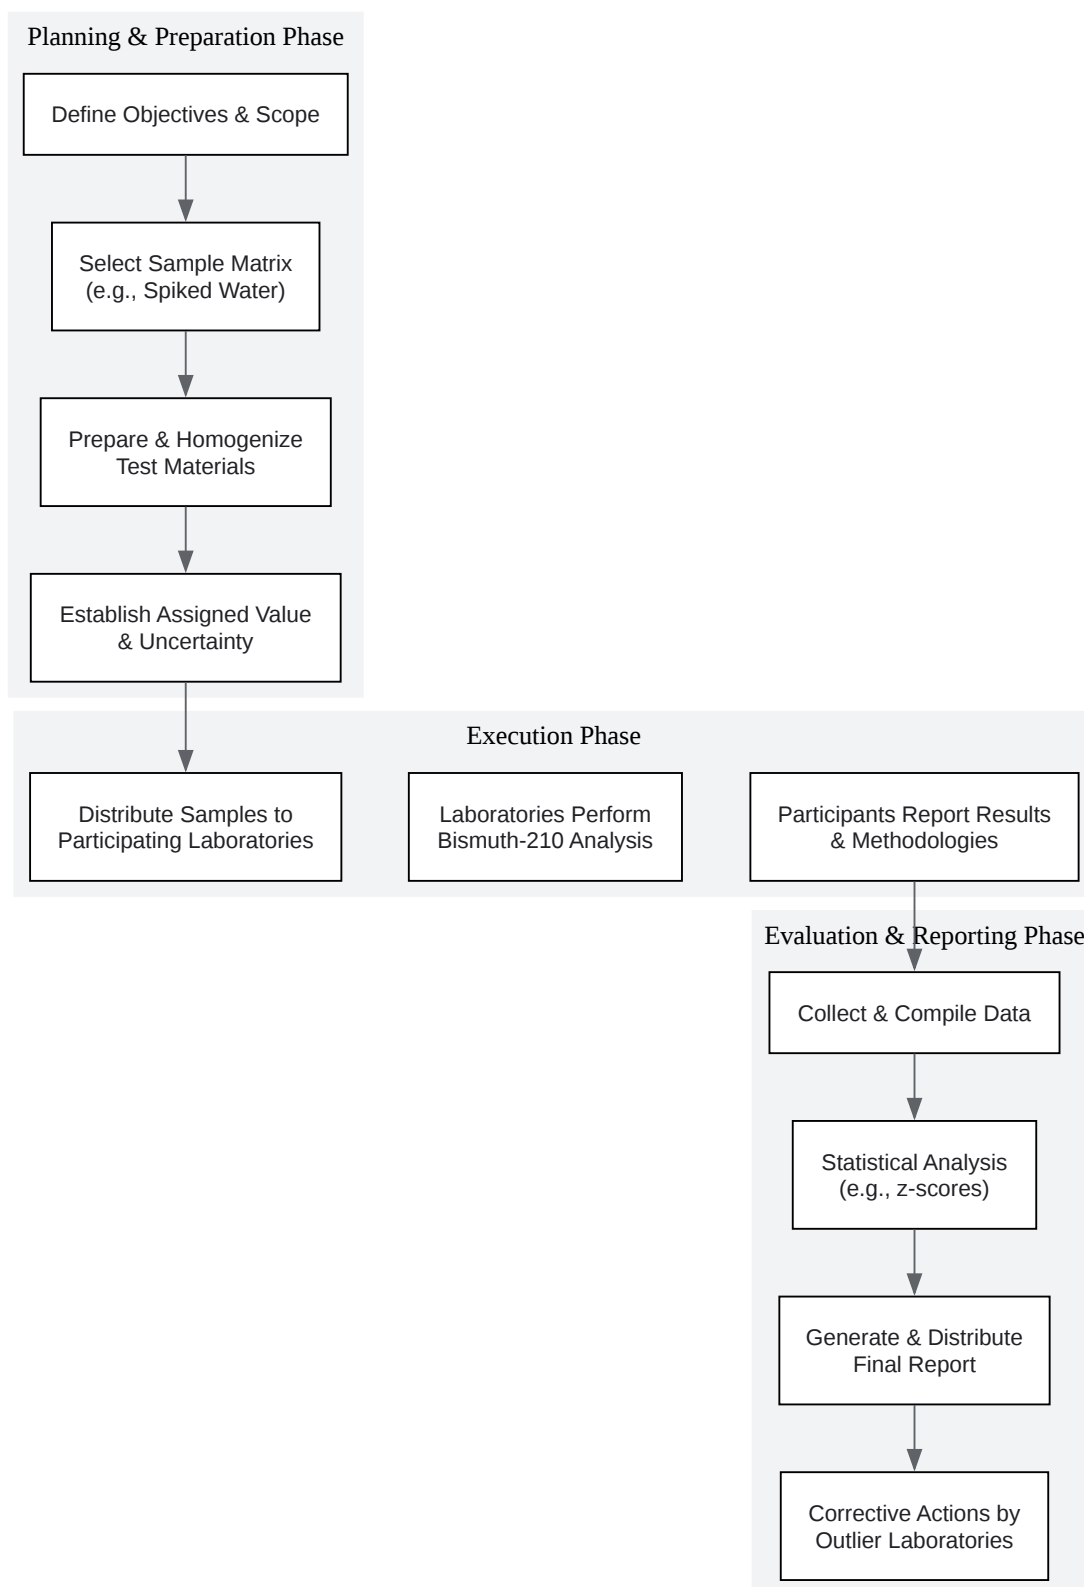 Planning & Preparation Phase
Define Objectives & Scope
Select Sample Matrix
(e.g., Spiked Water)
Prepare & Homogenize
Test Materials
Establish Assigned Value
& Uncertainty
Execution Phase
Distribute Samples to
Participating Laboratories
Laboratories Perform
Bismuth-210 Analysis
Participants Report Results
& Methodologies
Evaluation & Reporting Phase
Collect & Compile Data
Statistical Analysis
(e.g., z-scores)
Generate & Distribute
Final Report
Corrective Actions by
Outlier Laboratories